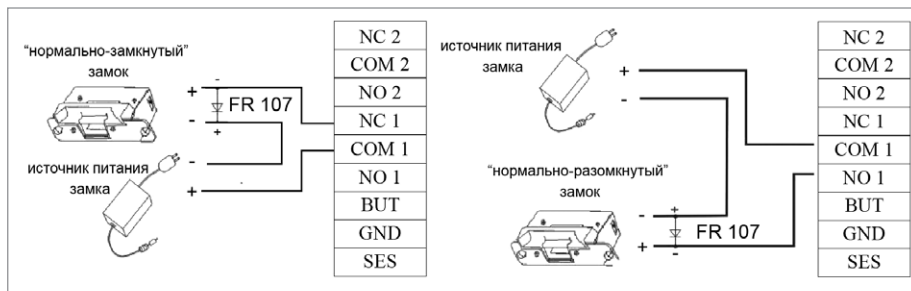 "нормально-замкнутый"
замок
+
-
FR 107
-
+
источник питания
замка
-
+
NC 2
COM 2
NO 2
NC 1
COM 1
NO 1
BUT
GND
SES
источник питания
замка
+
-
"нормально-разомкнутый"
замок
-
+
+
FR 107
-
NC 2
COM 2
NO 2
NC 1
COM 1
NO 1
BUT
GND
SES